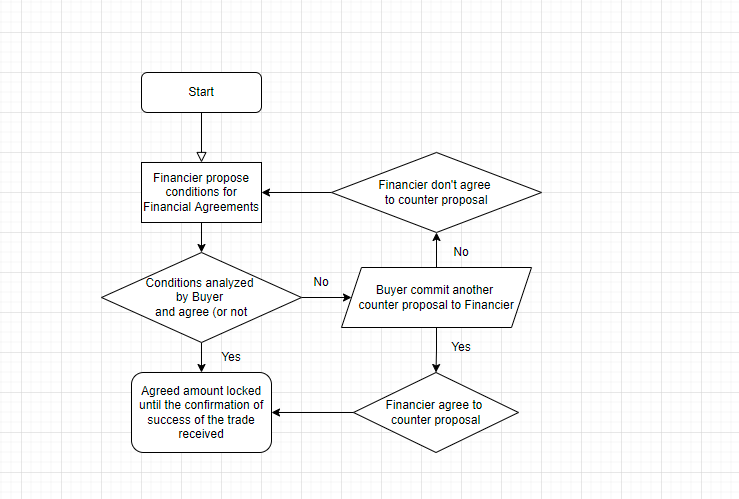 Start
Financier propose
conditions for
Financial Agreements
Financier don't agree
to counter proposal
No
Conditions analyzed
by Buyer
and agree (or not
No
Buyer commit another
counter proposal to Financier
Yes
Yes
Agreed amount locked
until the confirmation of
success of the trade
received
Financier agree to
counter proposal